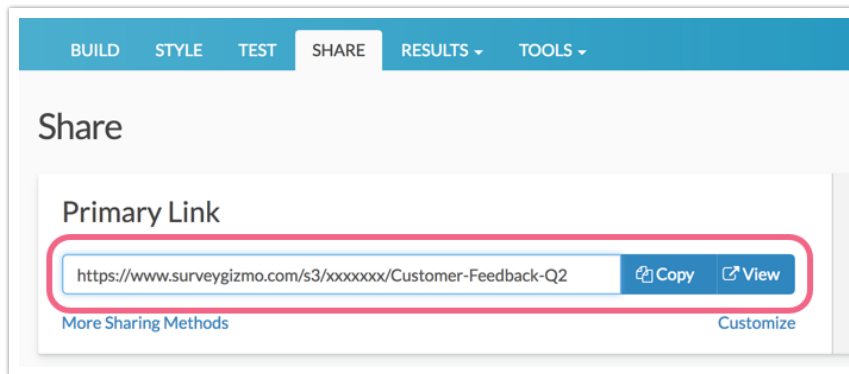 BUILD STYLE TEST SHARE RESULTS TOOLS
Share
Primary Link
https://www.surveygizmo.com/s3/xxxxxxx/Customer-Feedback-Q2 Copy View
More Sharing Methods Customize